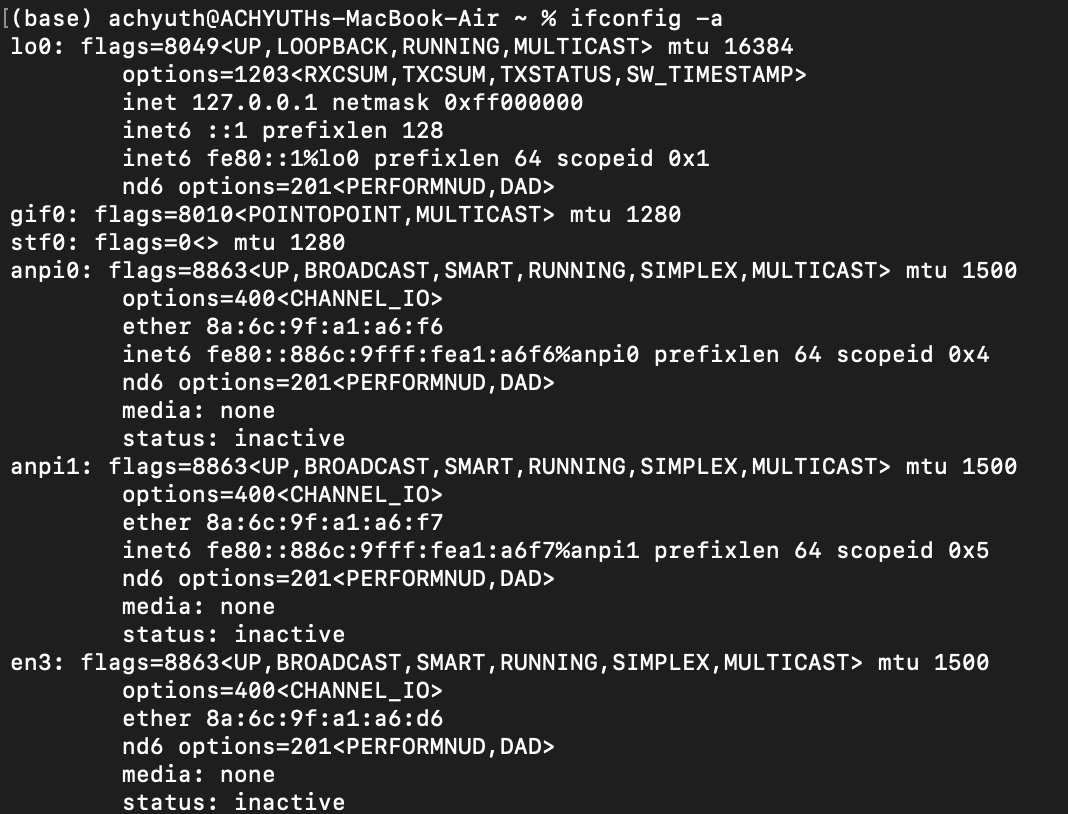 [(base) achyuth@ACHYUTHs-MacBook-Air ~ % ifconfig -a
lo0: flags=8049<UP,LOOPBACK,RUNNING,MULTICAST> mtu 16384
options=1203<RXCSUM,TXCSUM,TXSTATUS,SW_TIMESTAMP>
inet 127.0.0.1 netmask 0xff000000
inet6 ::1 prefixlen 128
inet6 fe80::1%lo0 prefixlen 64 scopeid 0x1
nd6 options=201<PERFORMNUD,DAD>
gif0: flags=8010<POINTOPOINT,MULTICAST> mtu 1280
stf0: flags=0<> mtu 1280
anpi0: flags=8863<UP,BROADCAST,SMART,RUNNING,SIMPLEX,MULTICAST> mtu 1500
options=400<CHANNEL_IO>
ether 8a:6c:9f:a1:a6:f6
inet6 fe80::886c:9fff:fea1:a6f6%anpi0 prefixlen 64 scopeid 0x4
nd6 options=201<PERFORMNUD,DAD>
media: none
status: inactive
anpi1: flags=8863<UP,BROADCAST,SMART,RUNNING,SIMPLEX,MULTICAST> mtu 1500
options=400<CHANNEL_IO>
ether 8a:6c:9f:a1:a6:f7
inet6 fe80::886c:9fff:fea1:a6f7%anpi1 prefixlen 64 scopeid 0x5
nd6 options=201<PERFORMNUD,DAD>
media: none
status: inactive
en3: flags=8863<UP,BROADCAST,SMART,RUNNING,SIMPLEX,MULTICAST> mtu 1500
options=400<CHANNEL_IO>
ether 8a:6c:9f:a1:a6:d6
nd6 options=201<PERFORMNUD,DAD>
media: none
status: inactive